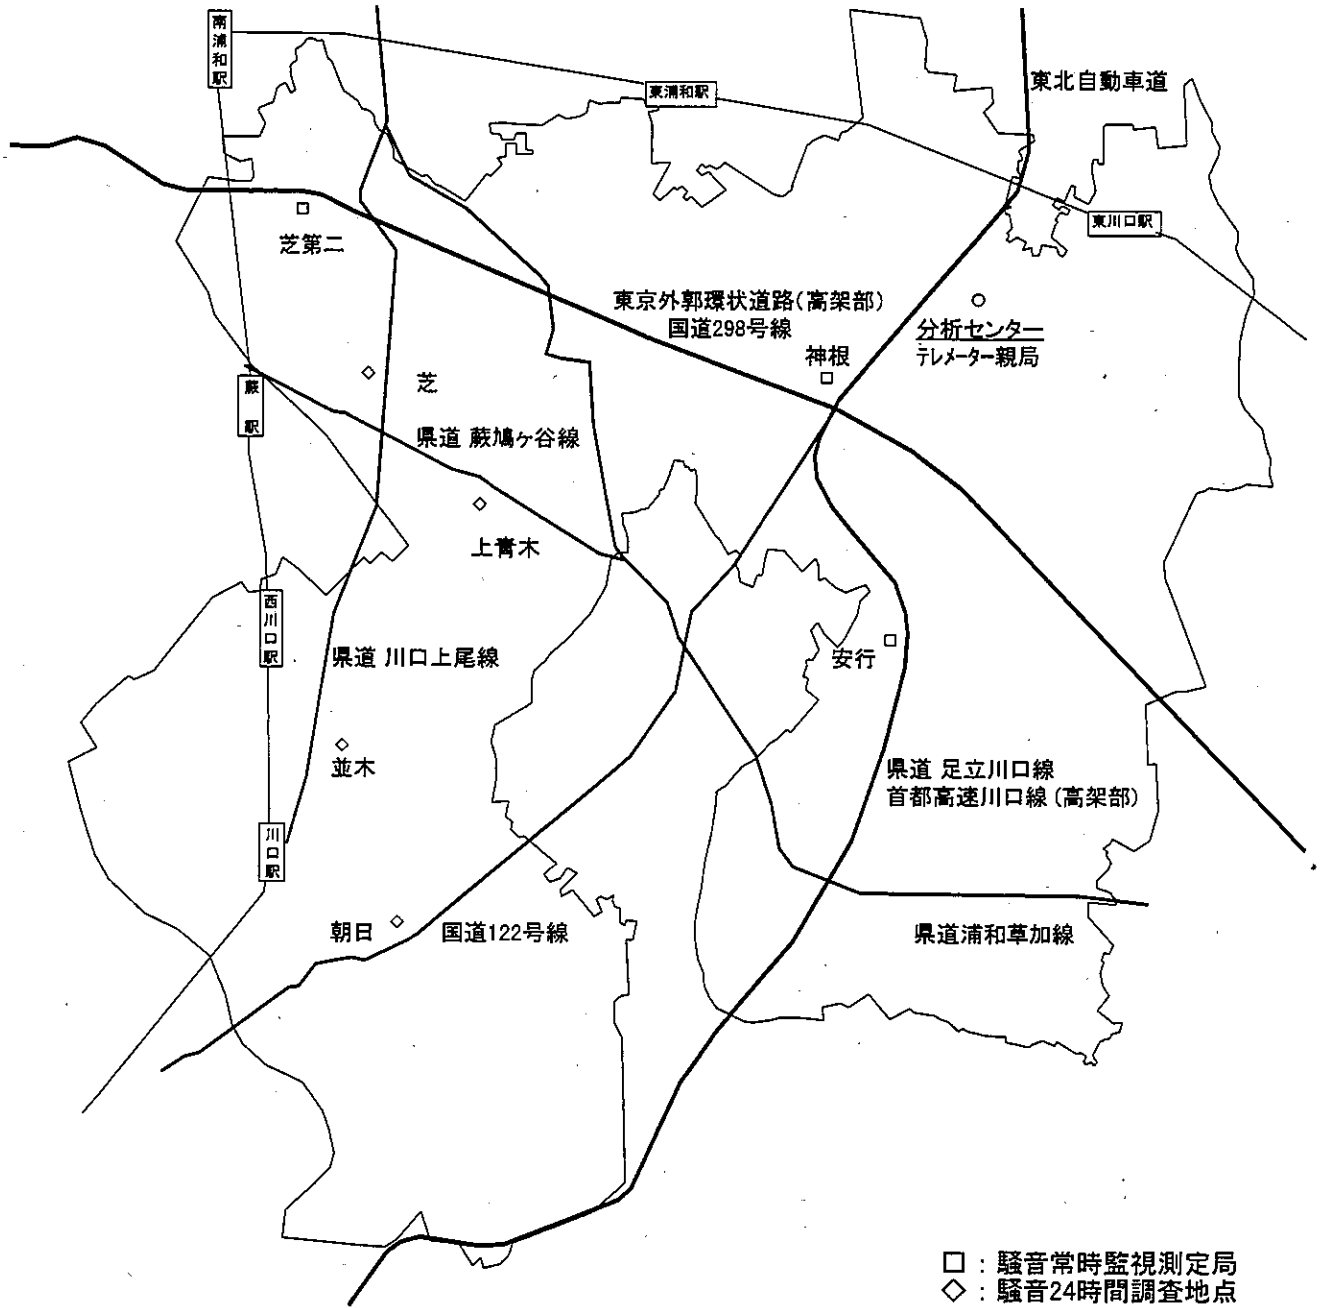 南浦和駅
東浦和駅
東北自動車道
東川口駅
芝第二
東京外郭環状道路(高架部)
国道298号線
分析センター
テレメーター親局
神根
蕨駅
芝
県道 蕨鳩ヶ谷線
上青木
西川口駅
県道 川口上尾線
安行
並木
県道 足立川口線
首都高速川口線(高架部)
川口駅
朝日
国道122号線
県道浦和草加線
□:騒音常時監視測定局
◇:騒音24時間調査地点